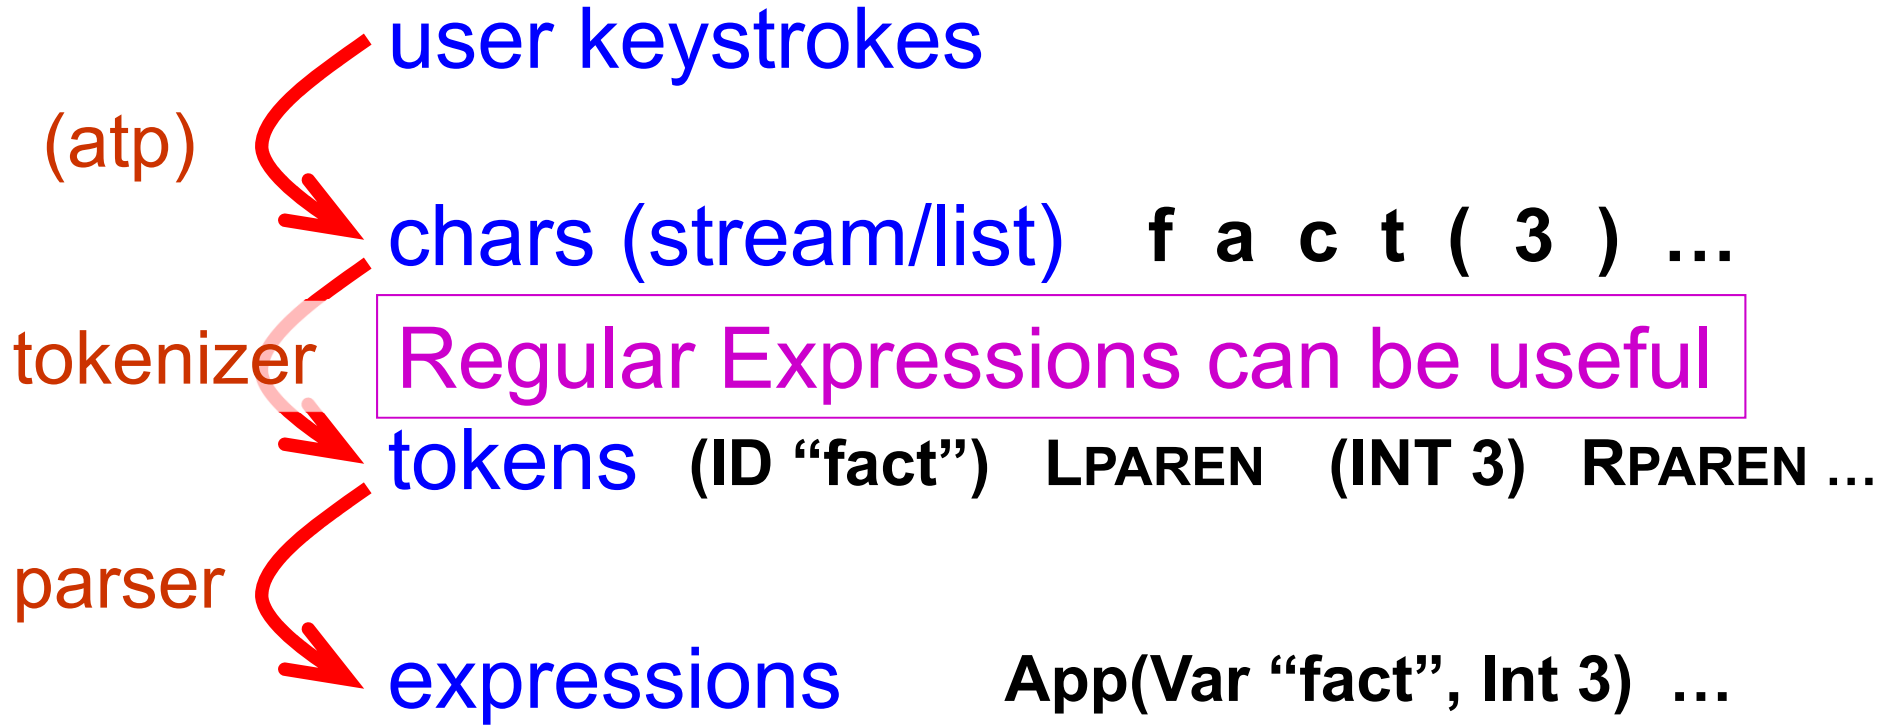 user keystrokes
(atp)
chars (stream/list) f a c t ( 3 ) …
tokenizer Regular Expressions can be useful
tokens (ID “fact”) LPAREN (INT 3) RPAREN …
parser
expressions App(Var “fact”, Int 3) …